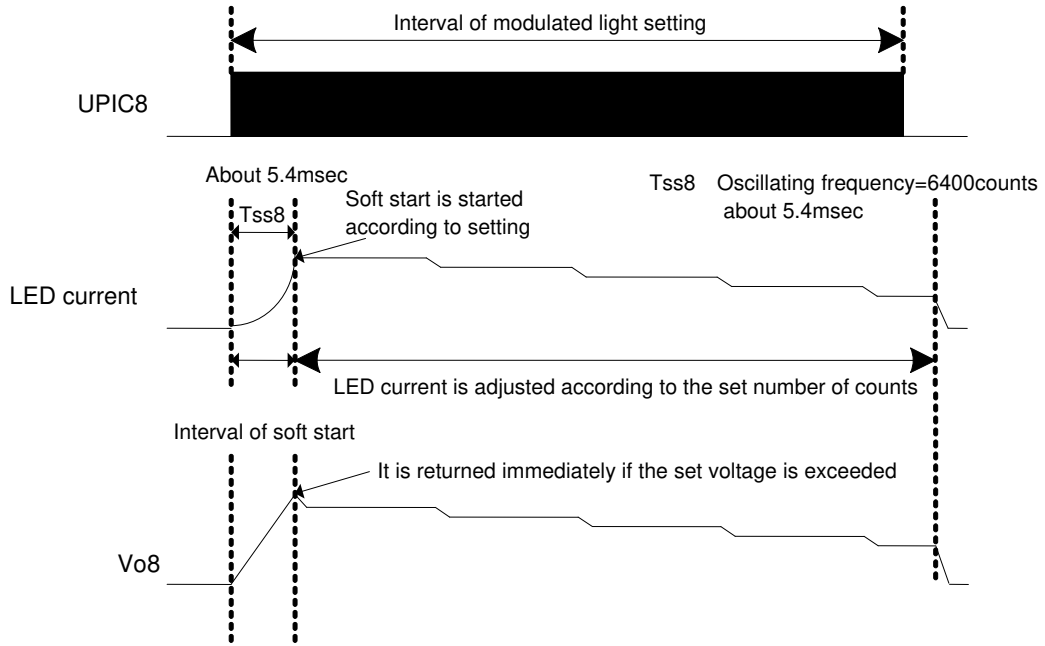 Interval of modulated light setting
UPIC8
About 5.4msec
Tss8
Soft start is started
according to setting
Tss8 Oscillating frequency=6400counts
about 5.4msec
LED current
LED current is adjusted according to the set number of counts
Interval of soft start
It is returned immediately if the set voltage is exceeded
Vo8